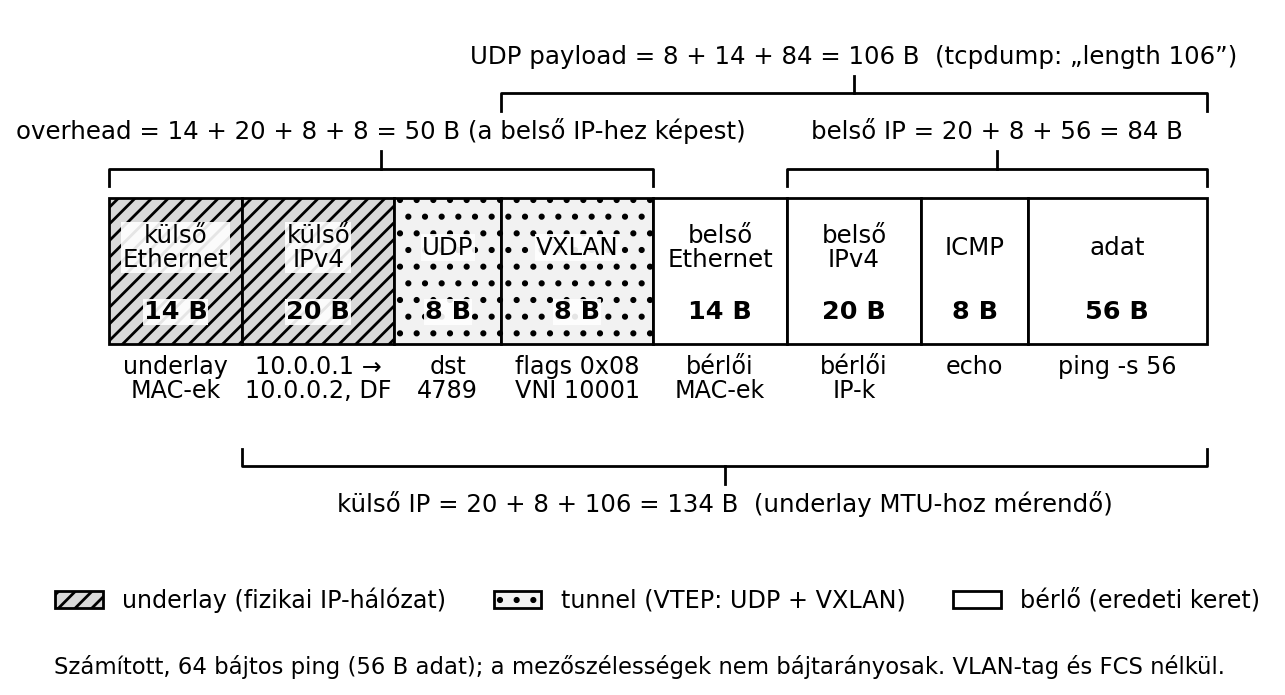 UDP payload = 8 + 14 + 84 = 106 B (tcpdump: „length 106”)
overhead = 14 + 20 + 8 + 8 = 50 B (a belső IP-hez képest)
belső IP = 20 + 8 + 56 = 84 B
külső
Ethernet
14 B
külső
IPv4
20 B
UDP
8 B
VXLAN
8 B
belső
Ethernet
14 B
belső
IPv4
20 B
ICMP
8 B
adat
56 B
underlay
MAC-ek
10.0.0.1 →
10.0.0.2, DF
dst
4789
flags 0x08
VNI 10001
bérlői
MAC-ek
bérlői
IP-k
echo
ping -s 56
külső IP = 20 + 8 + 106 = 134 B (underlay MTU-hoz mérendő)
underlay (fizikai IP-hálózat)
tunnel (VTEP: UDP + VXLAN)
bérlő (eredeti keret)
Számított, 64 bájtos ping (56 B adat); a mezőszélességek nem bájtarányosak. VLAN-tag és FCS nélkül.